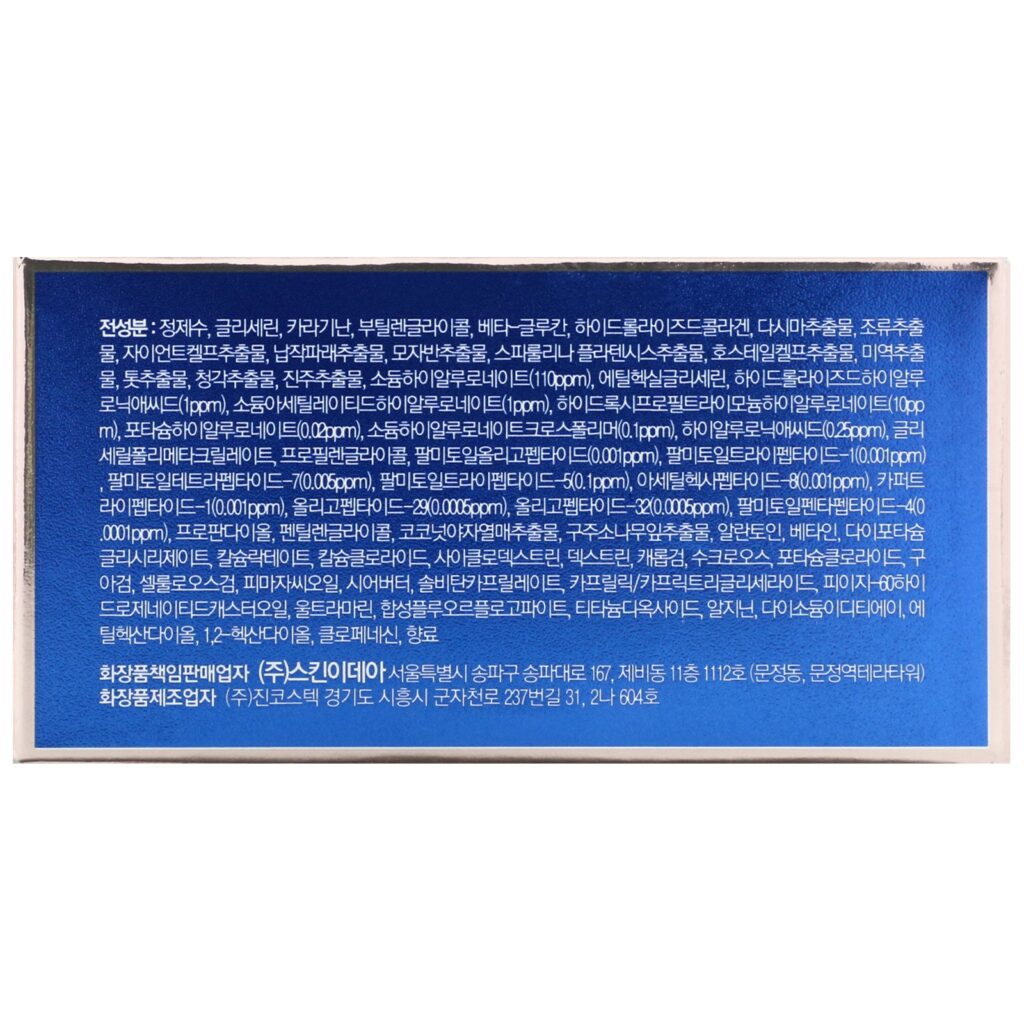 전성분 : 정제수, 글리세린, 카라기난, 부틸렌글라이콜, 베타-글루칸, 하이드롤라이즈드콜라겐, 다시마추출물, 조류추출
물, 자이언트켈프추출물, 납작파래추출물, 모자반추출물, 스피룰리나 플라텐시스추출물, 호스테일켈프추출물, 미역추출
물, 톳추출물, 청각추출물, 진주추출물, 소듐하이알루로네이트(110ppm), 에틸헥실글리세린, 하이드롤라이즈드하이알루
로닉애씨드(1ppm), 소듐아세틸레이티드하이알루로네이트(1ppm), 하이드록시프로필트라이모늄하이알루로네이트(10pp
m), 포타슘하이알루로네이트(0.02ppm), 소듐하이알루로네이트크로스폴리머(0.1ppm), 하이알루로닉애씨드(0.25ppm), 글리
세릴폴리메타크릴레이트, 프로필렌글라이콜, 팔미토일올리고펩타이드(0.001ppm), 팔미토일트라이펩타이드-1(0.001ppm)
, 팔미토일테트라펩타이드-7(0.005ppm), 팔미토일트라이펩타이드-5(0.1ppm), 아세틸헥사펩타이드-8(0.001ppm), 카퍼트
라이펩타이드-1(0.001ppm), 올리고펩타이드-29(0.0005ppm), 올리고펩타이드-32(0.0005ppm), 팔미토일펜타펩타이드-4(0
.0001ppm), 프로판다이올, 펜틸렌글라이콜, 코코넛야자열매추출물, 구주소나무잎추출물, 알란토인, 베타인, 다이포타슘
글리시리제이트, 칼슘락테이트, 칼슘클로라이드, 사이클로덱스트린, 덱스트린, 캐롭검, 수크로오스, 포타슘클로라이드, 구
아검, 셀룰로오스검, 피마자씨오일, 시어버터, 솔비탄카프릴레이트, 카프릴릭/카프릭트리글리세라이드, 피이지-60하이
드로제네이티드캐스터오일, 울트라마린, 합성플루오르플로고파이트, 티타늄디옥사이드, 알지닌, 다이소듐이디티에이, 에
틸헥산다이올, 1,2-헥산다이올, 클로페네신, 향료
화장품책임판매업자 (주)스킨이데아 서울특별시 송파구 송파대로 167, 제비동 11층 1112호 (문정동, 문정역테라타워)
화장품제조업자 (주)진코스텍 경기도 시흥시 군자천로 237번길 31, 2나 604호